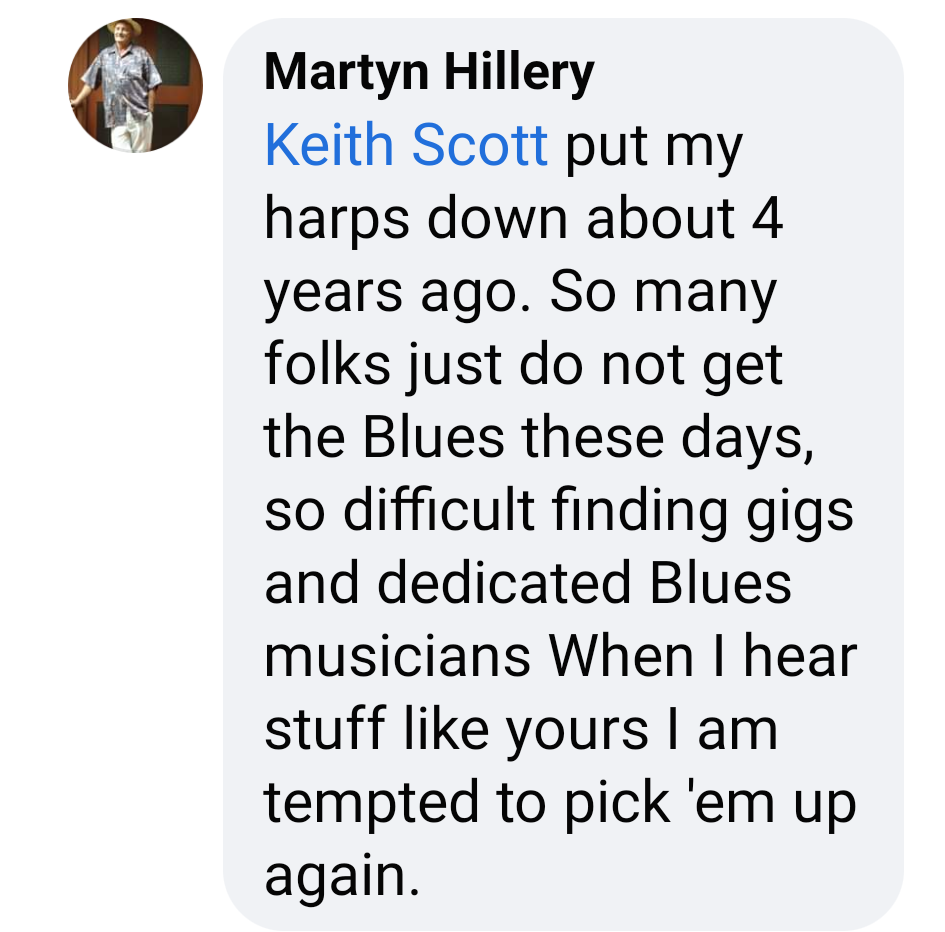 Martyn Hillery
Keith Scott put my
harps down about 4
years ago. So many
folks just do not get
the Blues these days,
so difficult finding gigs
and dedicated Blues
musicians When I hear
stuff like yours I am
tempted to pick 'em up
again.